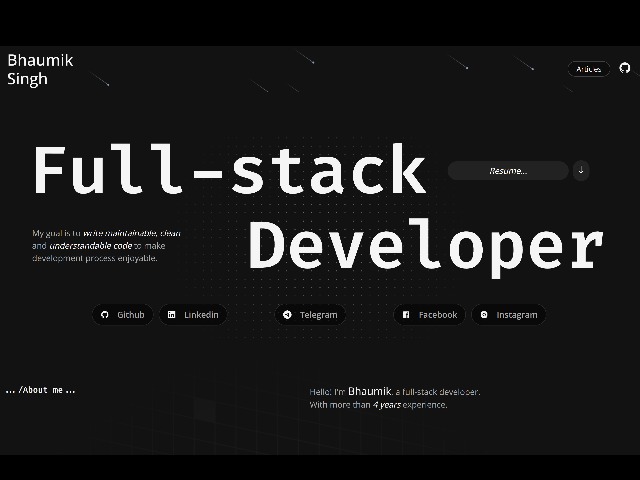 Bhaumik
Singh
Articles
Full-stack
Resume...
Developer
My goal is to write maintainable, clean
and understandable code to make
development process enjoyable.
Github
Linkedin
Telegram
Facebook
Instagram
.../About me...
Hello! I'm Bhaumik, a full-stack developer.
With more than 4 years experience.